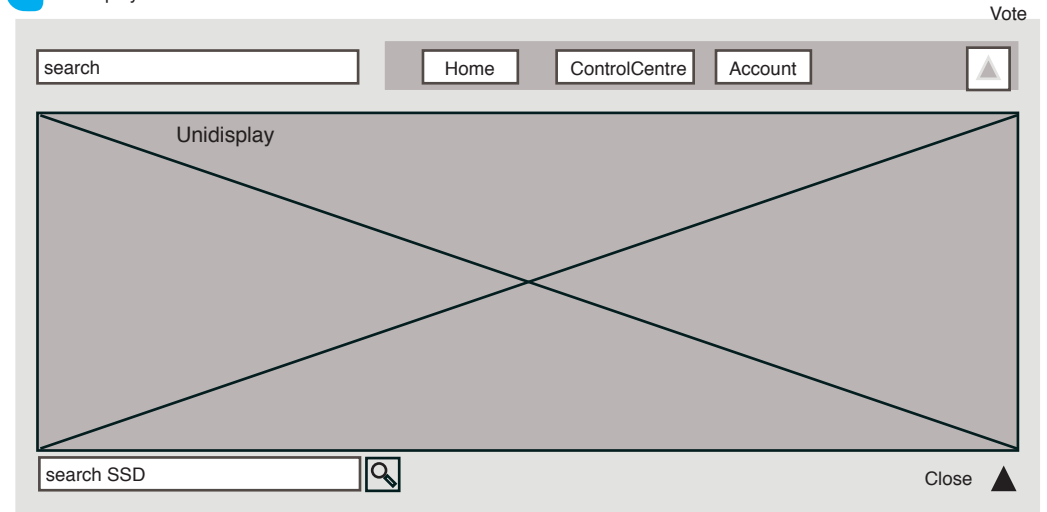 Vote
search
Home
ControlCentre
Account
Unidisplay
search SSD
Close